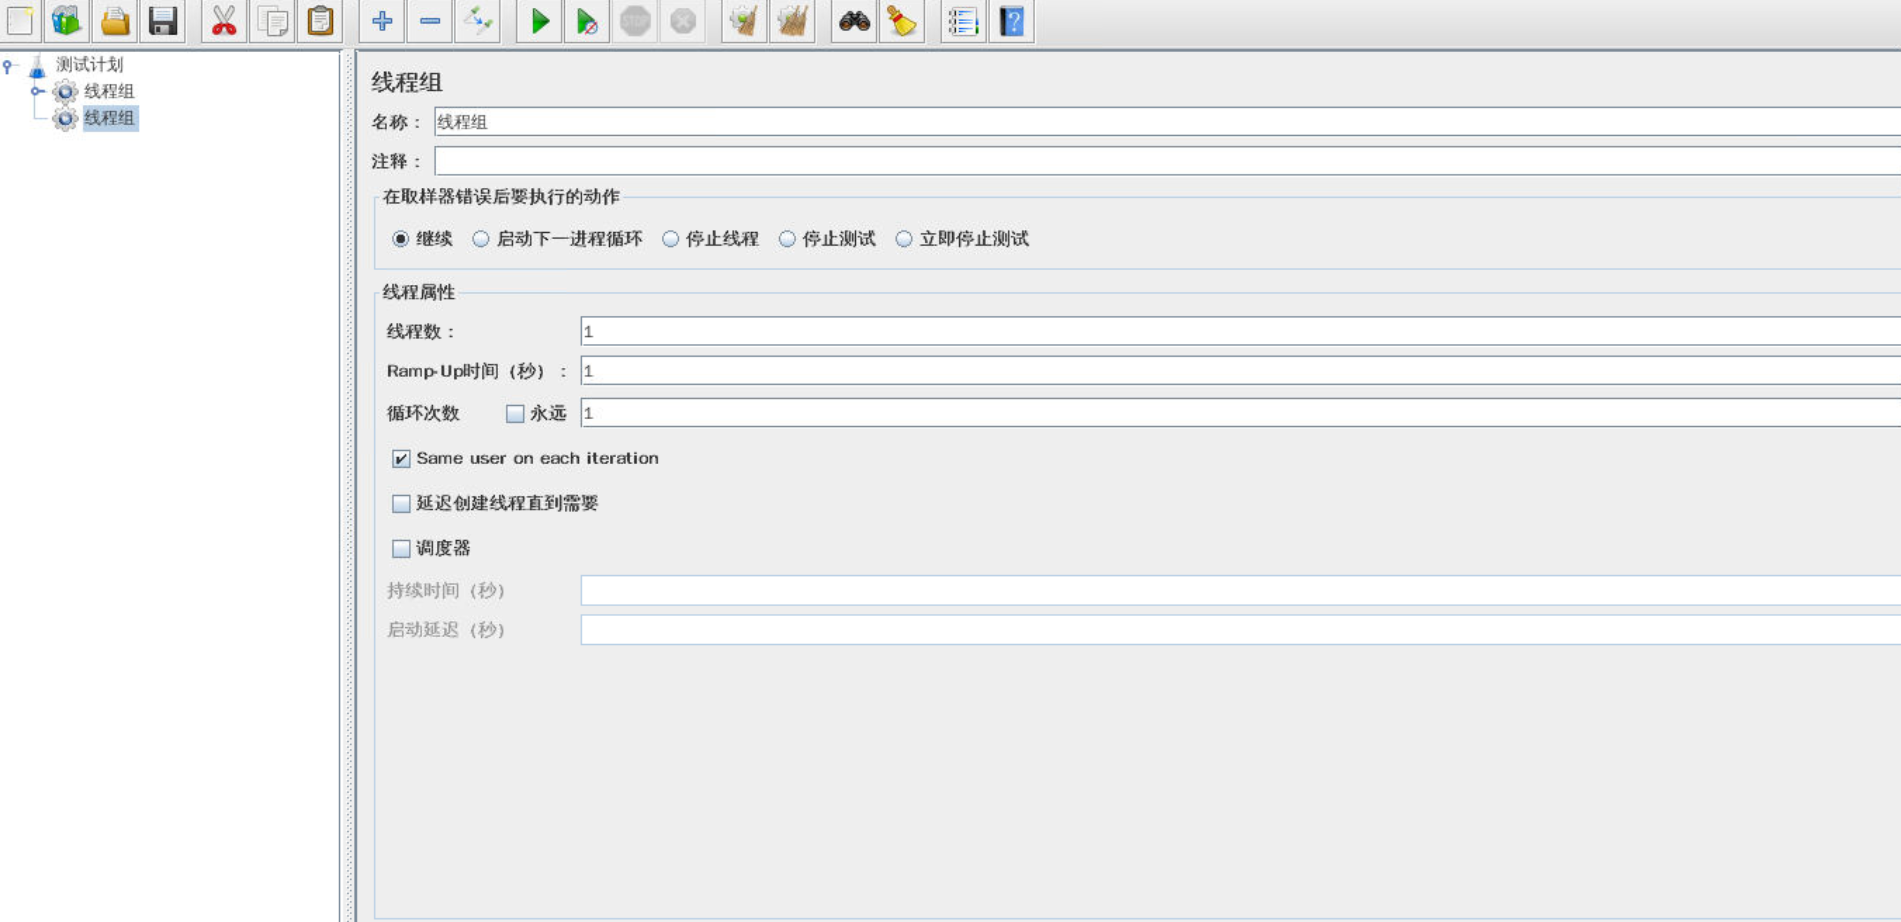 STOP
测试计划
线程组
线程组
线程组
名称：
线程组
注释：
在取样器错误后要执行的动作
继续 启动下一进程循环 停止线程 停止测试 立即停止测试
线程属性
线程数： 1
Ramp-Up时间（秒）： 1
循环次数 永远 1
Same user on each iteration
延迟创建线程直到需要
调度器
持续时间（秒）
启动延迟（秒）